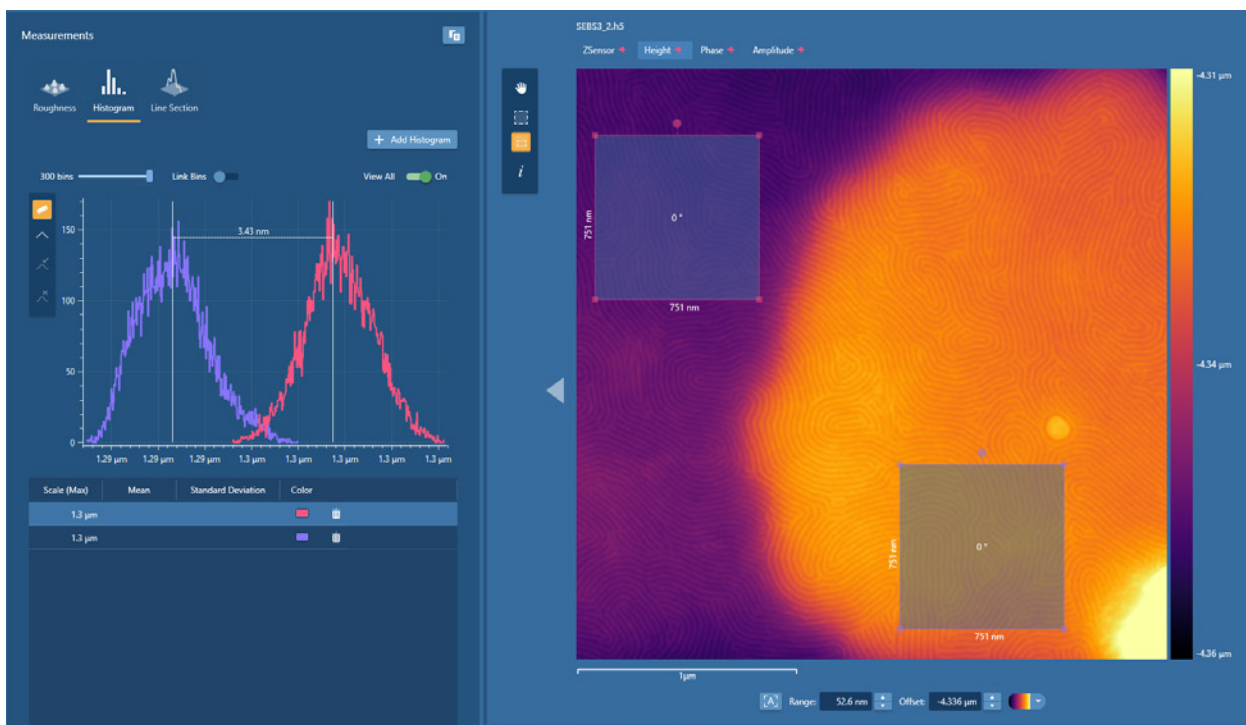 Measurements
Roughness Histogram Line Section
+ Add Histogram
300 bins Link Bins View All On
150
100
50
0
3.43 nm
1.29 µm 1.29 µm 1.29 µm 1.3 µm 1.3 µm 1.3 µm 1.3 µm 1.3 µm
Scale (Max) Mean Standard Deviation Color
1.3 µm
1.3 µm
SEBS3_2.h5
ZSensor Height Phase Amplitude
i
751 nm
0 °
751 nm
751 nm
0 °
751 nm
-4.31 µm
-4.34 µm
-4.36 µm
1µm
[A] Range: 52.6 nm Offset: -4.336 µm